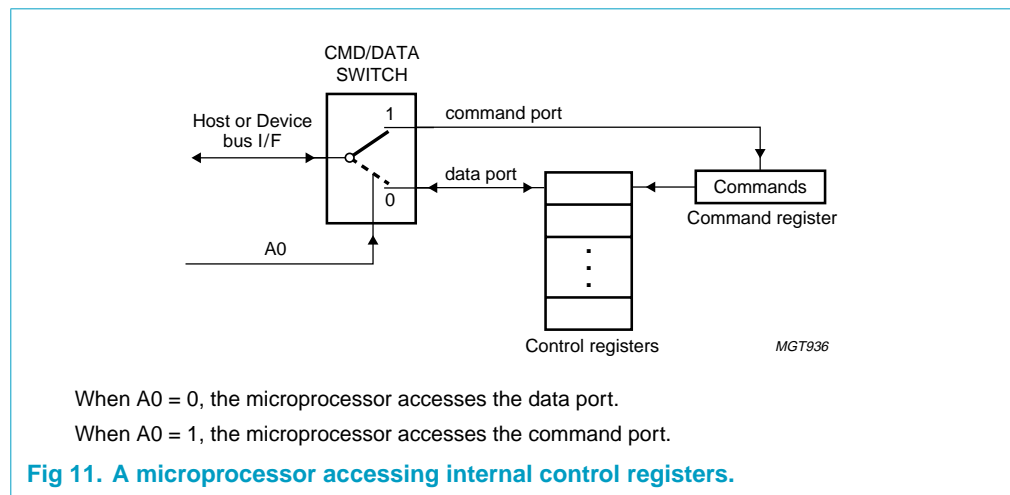 CMD/DATA
SWITCH
Host or Device
bus I/F
1
command port
data port
0
Commands
Command register
A0
Control registers
MGT936
When A0 = 0, the microprocessor accesses the data port.
When A0 = 1, the microprocessor accesses the command port.
Fig 11. A microprocessor accessing internal control registers.